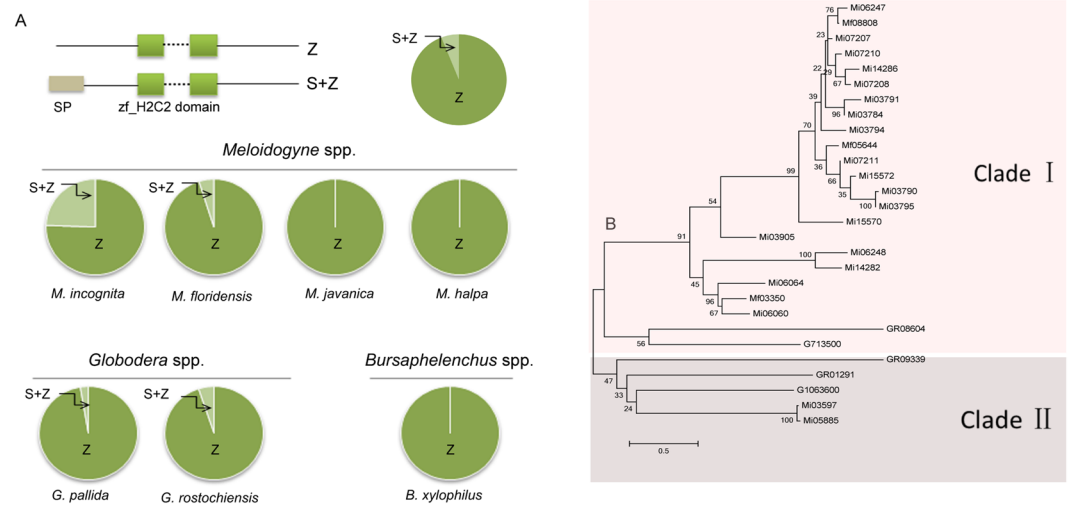 A
Z
S+Z
SP
zf_H2C2 domain
S+Z
Z
Meloidogyne spp.
S+Z
Z
S+Z
Z
Z
Z
M. incognita
M. floridensis
M. javanica
M. halpa
Globodera spp.
Bursaphelenchus spp.
S+Z
Z
S+Z
Z
Z
G. pallida
G. rostochiensis
B. xylophilus
B
Mi06247
76
Mf08808
23
Mi07207
Mi07210
22
29
Mi14286
67
Mi07208
39
Mi03791
96
Mi03784
70
Mi03794
Mf05644
36
Mi07211
66
Mi15572
99
35
Mi03790
100
Mi03795
54
Mi15570
91
Mi03905
Mi06248
100
Mi14282
45
Mi06064
96
Mf03350
67
Mi06060
GR08604
56
G713500
Clade I
GR09339
47
GR01291
33
G1063600
24
Mi03597
100
Mi05885
Clade II
0.5